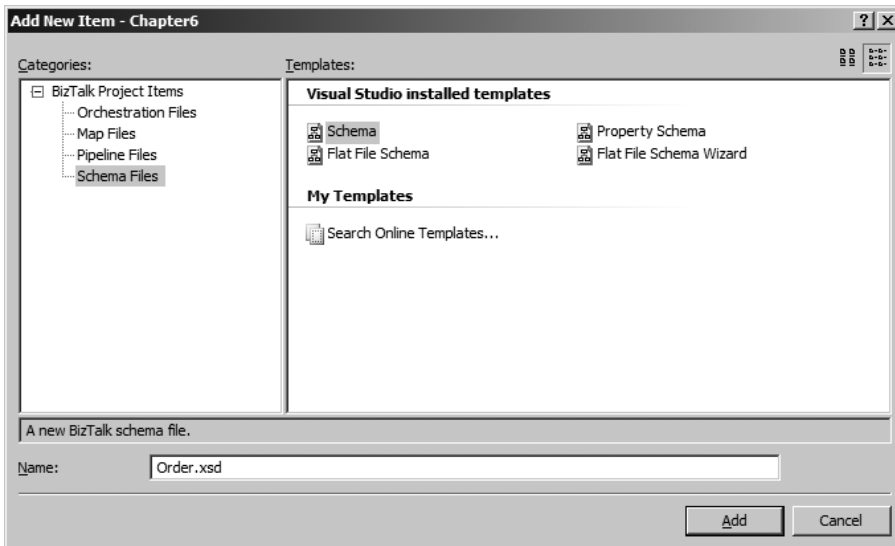 Add New Item - Chapter6
Categories:
Templates:
BizTalk Project Items
Orchestration Files
Map Files
Pipeline Files
Schema Files
Visual Studio installed templates
Schema
Property Schema
Flat File Schema
Flat File Schema Wizard
My Templates
Search Online Templates...
A new BizTalk schema file.
Name: Order.xsd
Add Cancel